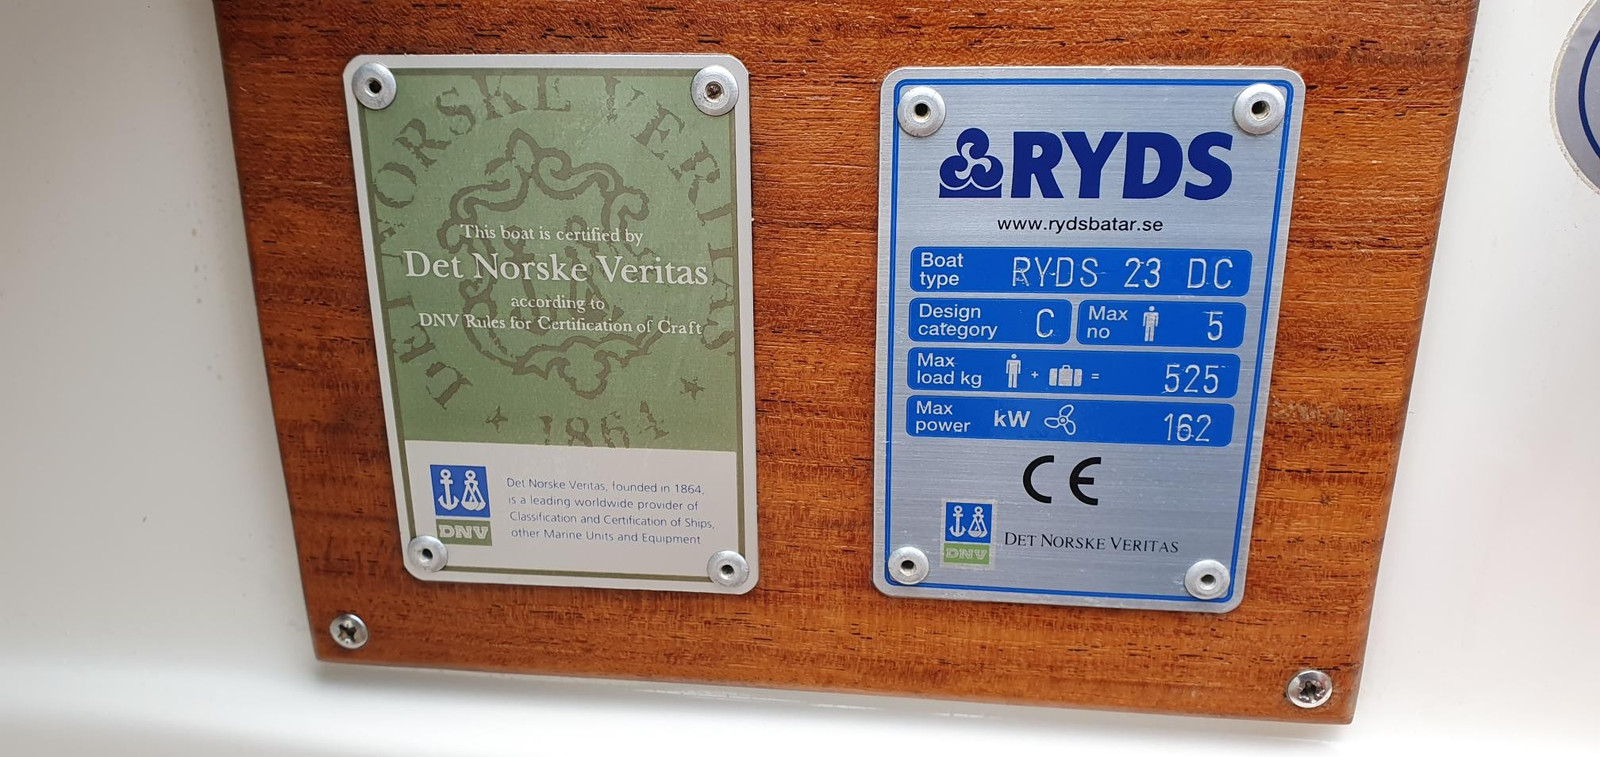 DET NORSKE VERITAS
This boat is certified by
Det Norske Veritas
according to
DNV Rules for Certification of Craft
1864
Det Norske Veritas, founded in 1864,
is a leading worldwide provider of
Classification and Certification of Ships,
other Marine Units and Equipment
DNV
RYDS
www.rydsbatar.se
Boat type RYDS 23 DC
Design category C Max no 5
Max load kg + = 525
Max power kW 162
CE
DNV DET NORSKE VERITAS